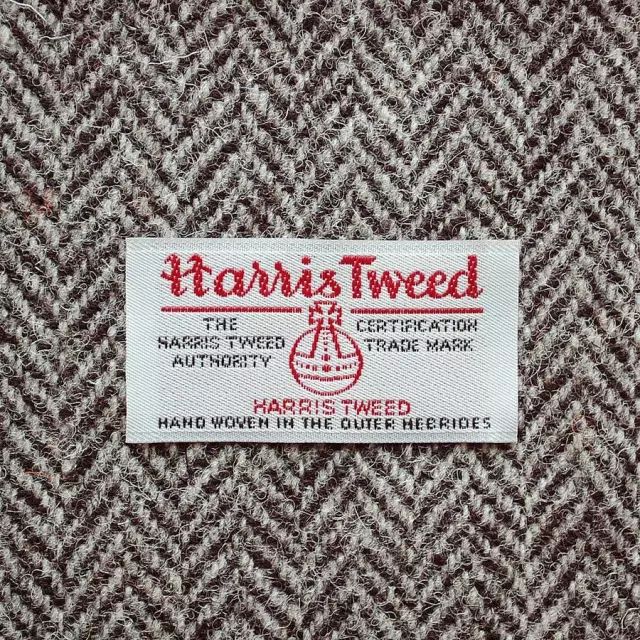 Harris Tweed
THE
HARRIS TWEED
AUTHORITY
CERTIFICATION
TRADE MARK
HARRIS TWEED
HAND WOVEN IN THE OUTER HEBRIDES